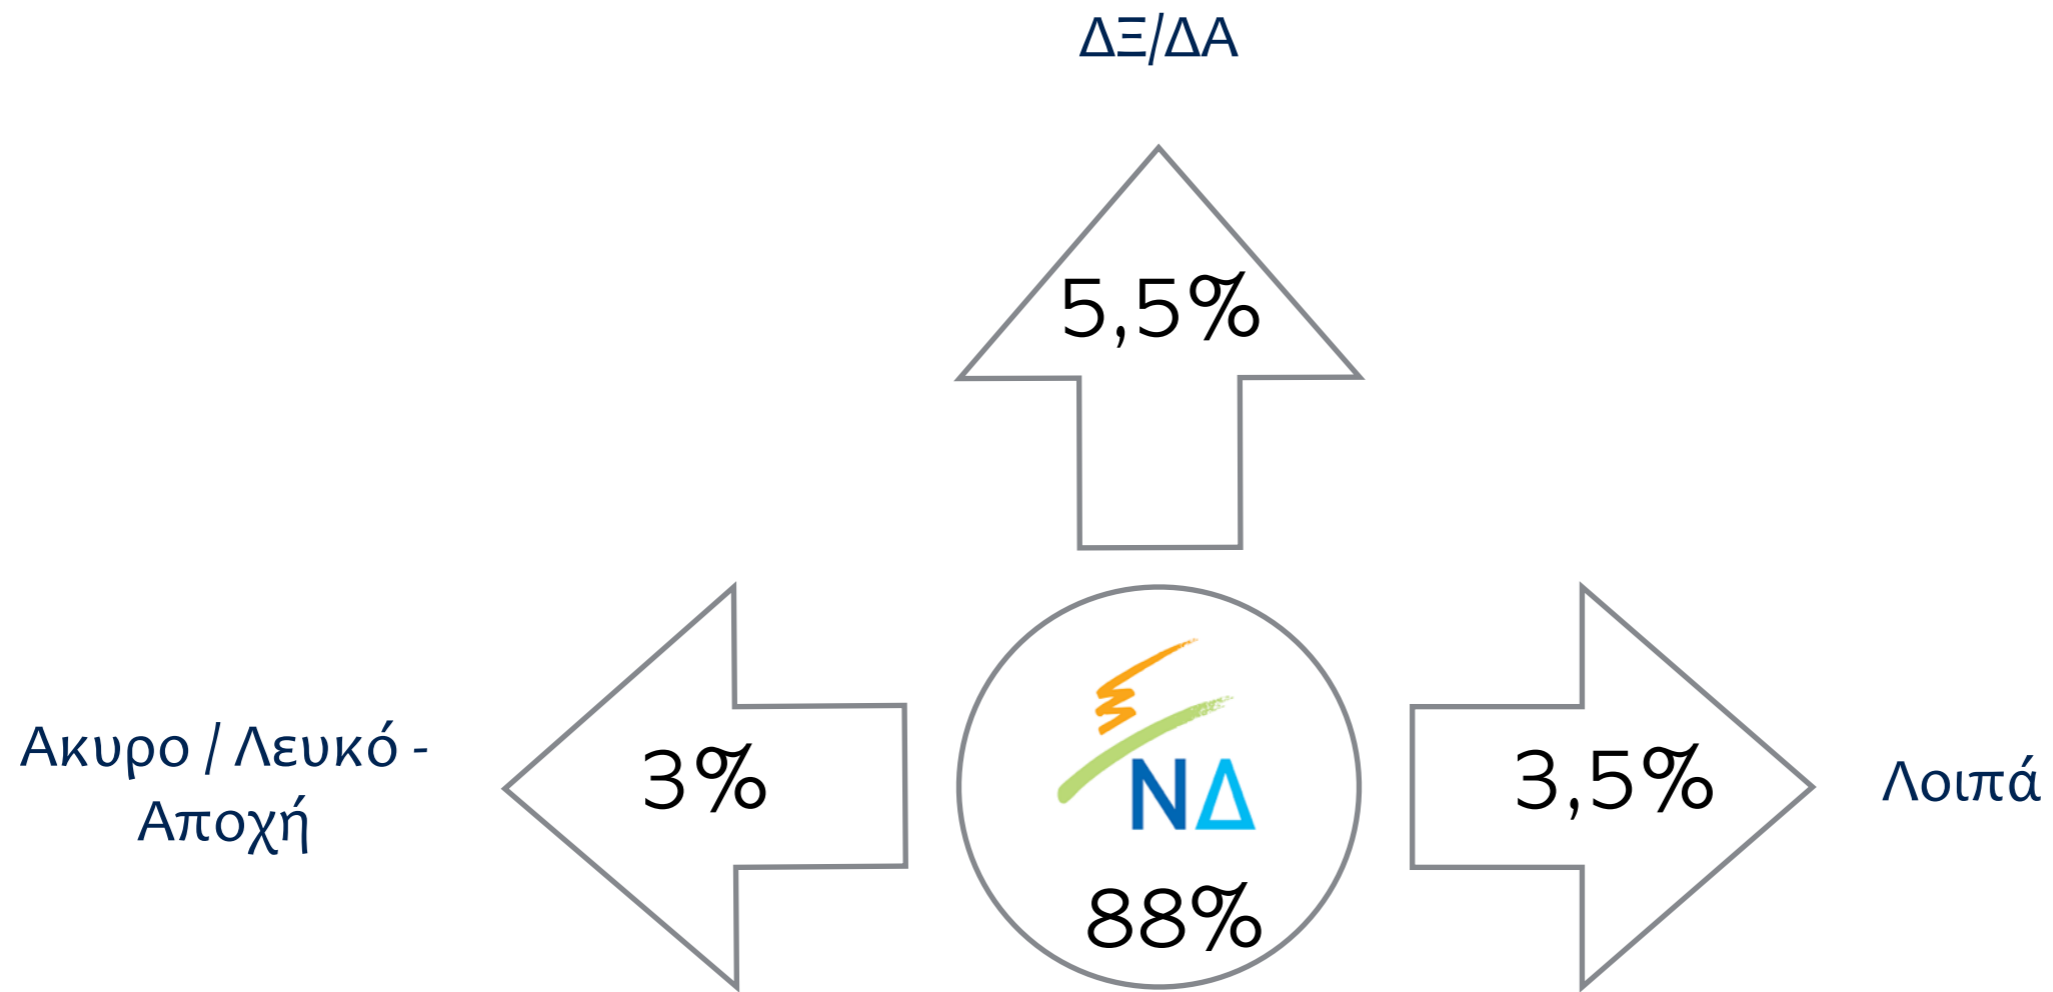 ΔΞ/ΔΑ
5,5%
Ακυρο / Λευκό -
Αποχή
3%
ΝΔ
88%
3,5%
Λοιπά